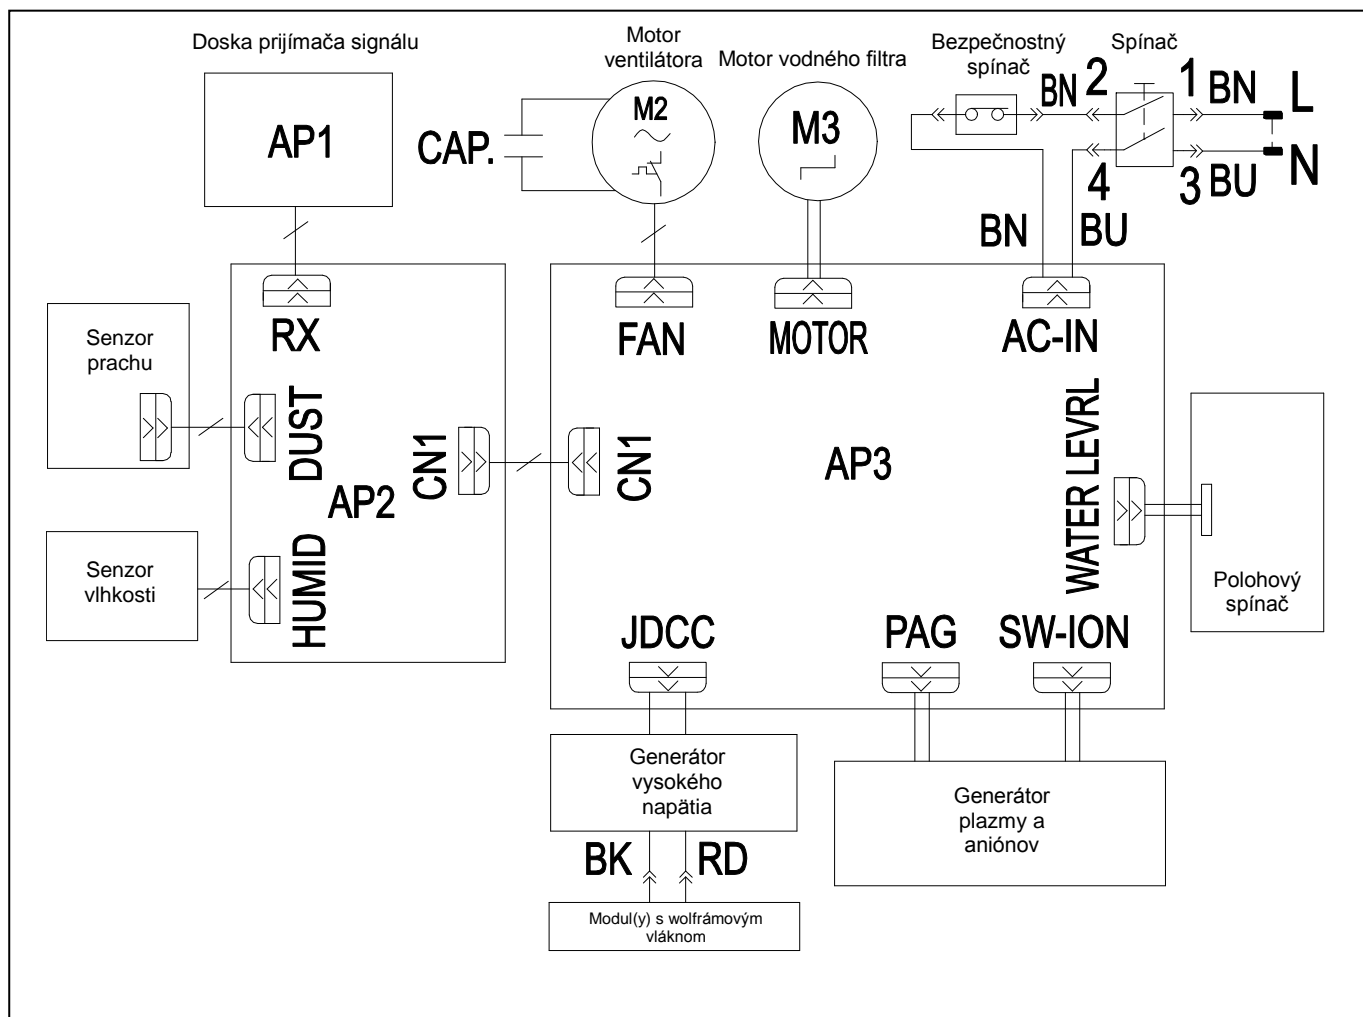 Doska prijímača signálu
AP1
Motor
ventilátora
M2
CAP.
Motor vodného filtra
M3
Bezpečnostný
spínač
Spínač
BN
2
1
BN
L
4
3
BU
N
BN
BU
RX
FAN
MOTOR
AC-IN
Senzor
prachu
DUST
CN1
CN1
AP2
AP3
WATER LEVRL
Polohový
spínač
Senzor
vlhkosti
HUMID
JDCC
PAG
SW-ION
Generátor
vysokého
napätia
Generátor
plazmy a
aniónov
BK
RD
Modul(y) s wolfrámovým
vláknom